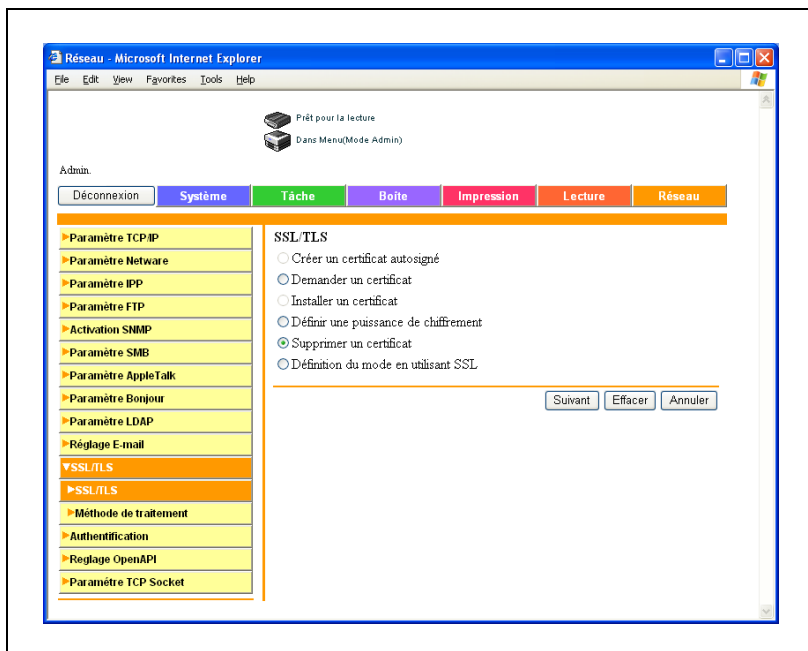 Réseau - Microsoft Internet Explorer
File Edit View Favorites Tools Help
Prêt pour la lecture
Dans Menu(Mode Admin)
Admin.
Déconnexion Système Tâche Boîte Impression Lecture Réseau
Paramètre TCP/IP
Paramètre Netware
Paramètre IPP
Paramètre FTP
Activation SNMP
Paramètre SMB
Paramètre AppleTalk
Paramètre Bonjour
Paramètre LDAP
Réglage E-mail
SSL/TLS
SSL/TLS
Méthode de traitement
Authentification
Reglage OpenAPI
Paramétre TCP Socket
SSL/TLS
Créer un certificat autosigné
Demander un certificat
Installer un certificat
Définir une puissance de chiffrement
Supprimer un certificat
Définition du mode en utilisant SSL
Suivant Effacer Annuler